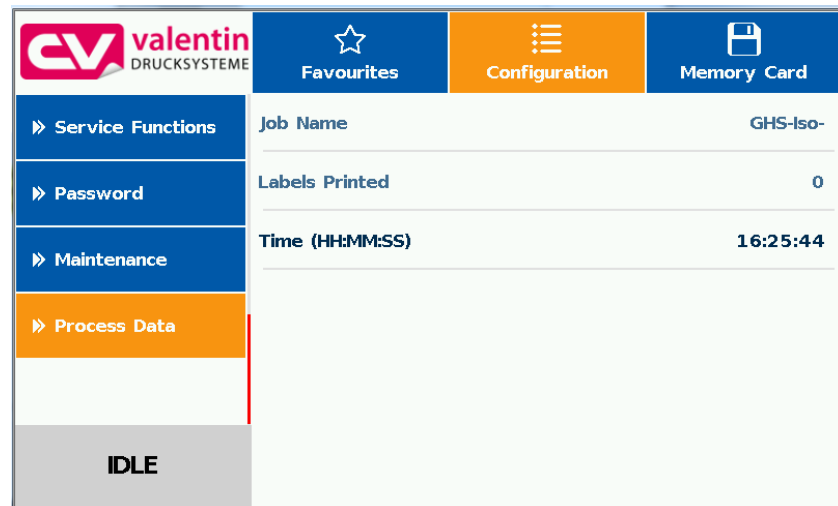 CV valentin
DRUCKSYSTEME
Favourites
Configuration
Memory Card
» Service Functions
» Password
» Maintenance
» Process Data
IDLE
Job Name GHS-Iso-
Labels Printed 0
Time (HH:MM:SS) 16:25:44